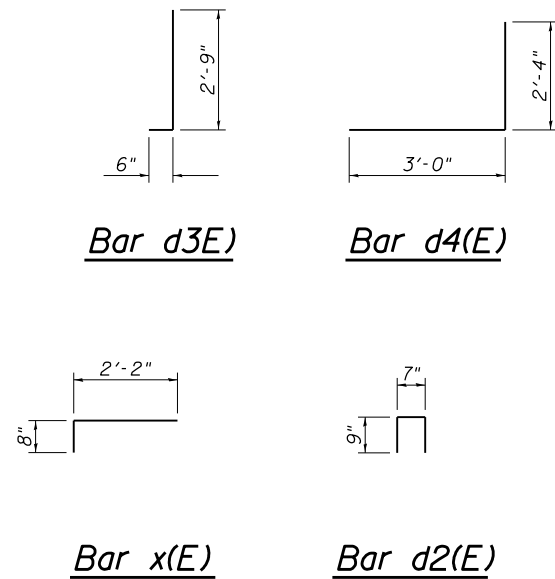 2'-9"
2'-4"
6"
3'-0"
Bar d3E)
Bar d4(E)
2'-2"
7"
8"
9"
Bar x(E)
Bar d2(E)